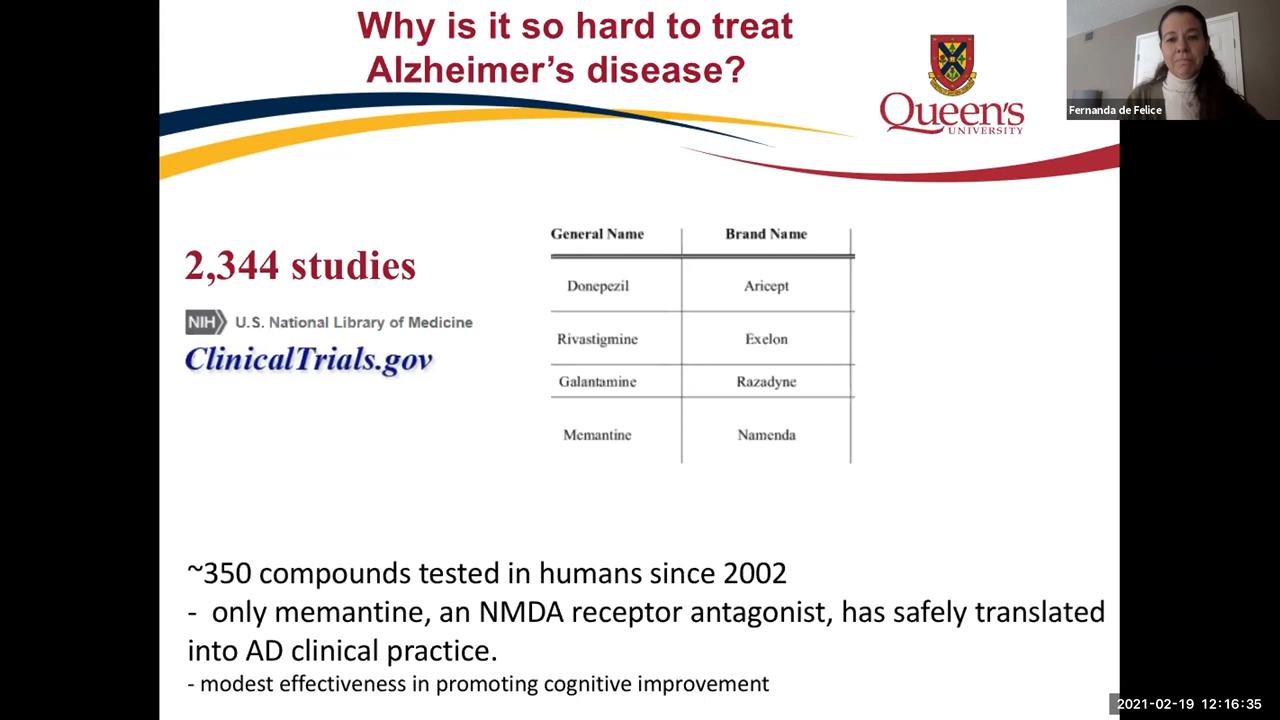 Why is it so hard to treat
Alzheimer's disease?
Queen's
UNIVERSITY
Fernanda de Felice
2,344 studies
NIH U.S. National Library of Medicine
ClinicalTrials.gov
General Name Brand Name
Donepezil Aricept
Rivastigmine Exelon
Galantamine Razadyne
Memantine Namenda
~350 compounds tested in humans since 2002
- only memantine, an NMDA receptor antagonist, has safely translated
into AD clinical practice.
- modest effectiveness in promoting cognitive improvement
2021-02-19 12:16:35